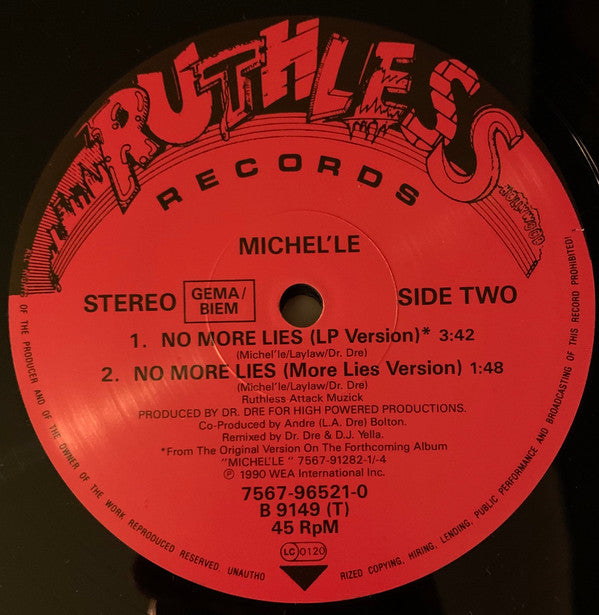 RUTHLESS
RECORDS
HOLLYWOOD
MICHEL'LE
STEREO
GEMA/
BIEM
SIDE TWO
1. NO MORE LIES (LP Version)* 3:42
(Michel'le/Laylaw/Dr. Dre)
2. NO MORE LIES (More Lies Version) 1:48
(Michel'le/Laylaw/Dr. Dre)
Ruthless Attack Muzick
PRODUCED BY DR. DRE FOR HIGH POWERED PRODUCTIONS.
Co-Produced by Andre (L.A. Dre) Bolton.
Remixed by Dr. Dre & D.J. Yella.
*From The Original Version On The Forthcoming Album
"MICHEL'LE " 7567-91282-1/-4
℗ 1990 WEA International Inc.
7567-96521-0
B 9149 (T)
45 RpM
LC 0120
ALL RIGHTS OF THE PRODUCER AND OF THE OWNER OF THE WORK REPRODUCED RESERVED. UNAUTHO
RIZED COPYING, HIRING, LENDING, PUBLIC PERFORMANCE AND BROADCASTING OF THIS RECORD PROHIBITED!